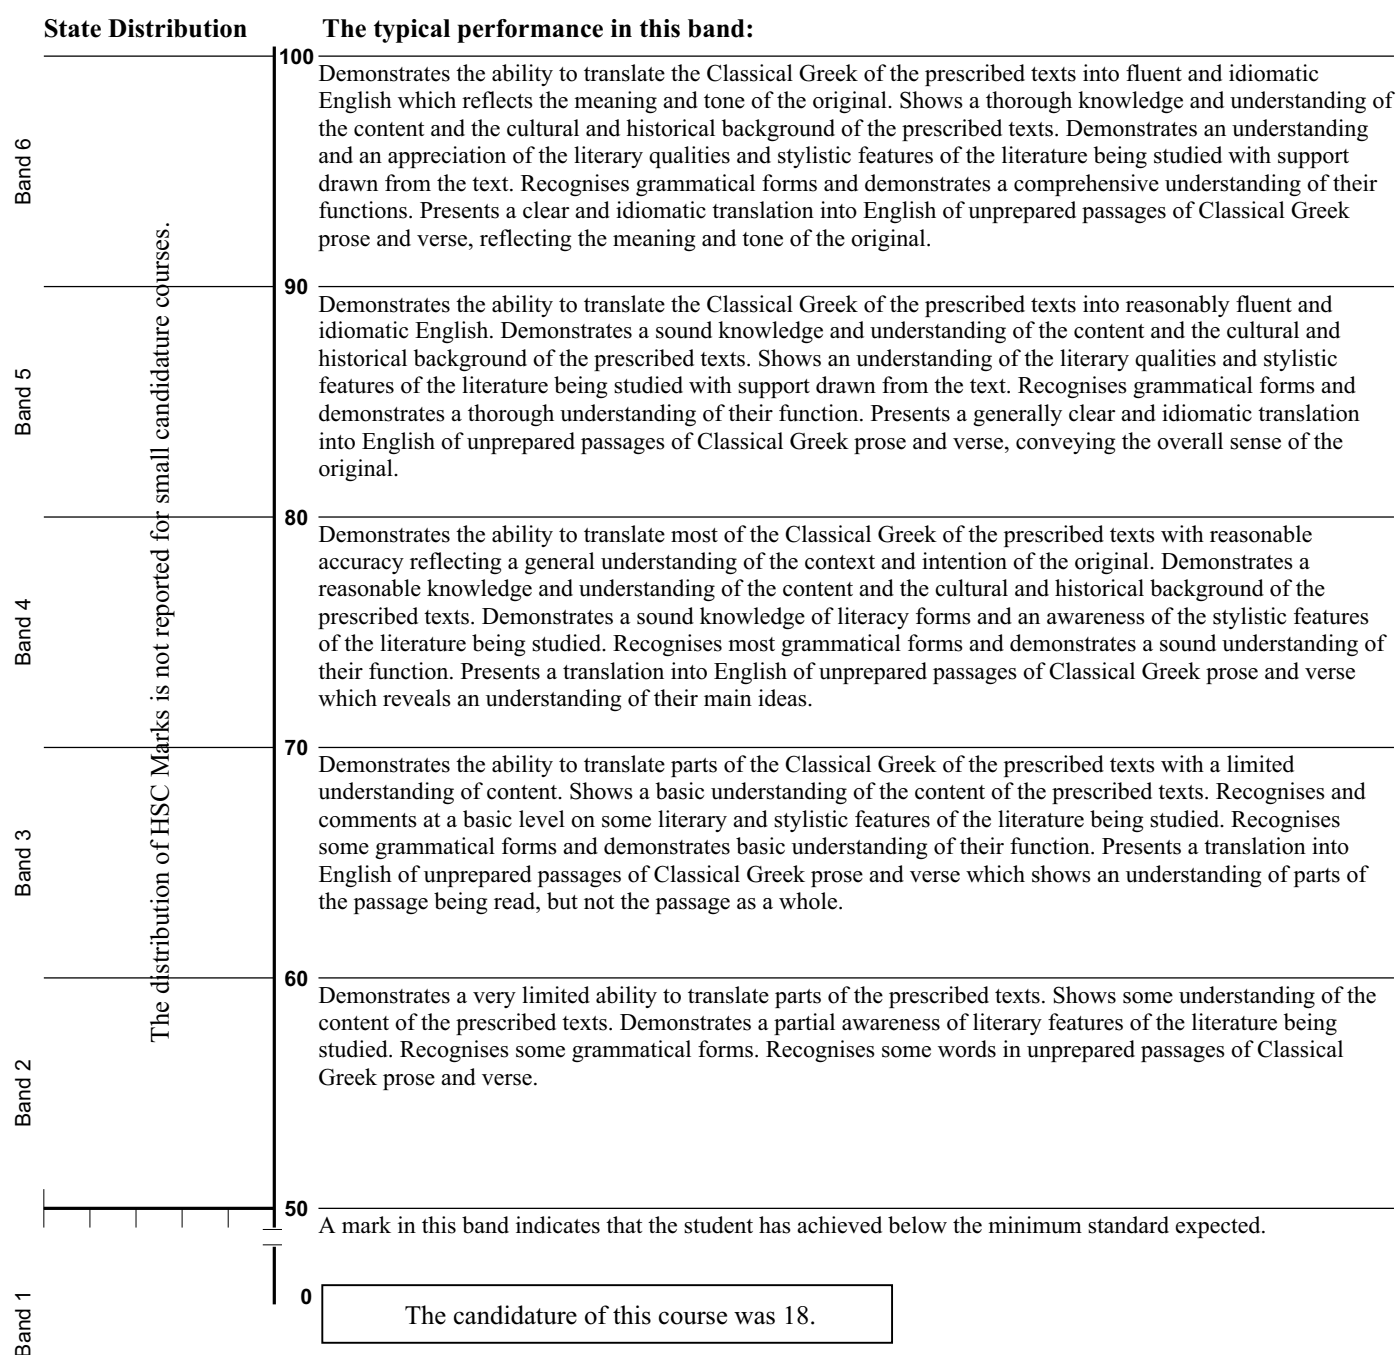 State Distribution
The typical performance in this band:
100
Demonstrates the ability to translate the Classical Greek of the prescribed texts into fluent and idiomatic
English which reflects the meaning and tone of the original. Shows a thorough knowledge and understanding of
the content and the cultural and historical background of the prescribed texts. Demonstrates an understanding
and an appreciation of the literary qualities and stylistic features of the literature being studied with support
drawn from the text. Recognises grammatical forms and demonstrates a comprehensive understanding of their
functions. Presents a clear and idiomatic translation into English of unprepared passages of Classical Greek
prose and verse, reflecting the meaning and tone of the original.
Band 6
90
Demonstrates the ability to translate the Classical Greek of the prescribed texts into reasonably fluent and
idiomatic English. Demonstrates a sound knowledge and understanding of the content and the cultural and
historical background of the prescribed texts. Shows an understanding of the literary qualities and stylistic
features of the literature being studied with support drawn from the text. Recognises grammatical forms and
demonstrates a thorough understanding of their function. Presents a generally clear and idiomatic translation
into English of unprepared passages of Classical Greek prose and verse, conveying the overall sense of the
original.
Band 5
80
Demonstrates the ability to translate most of the Classical Greek of the prescribed texts with reasonable
accuracy reflecting a general understanding of the context and intention of the original. Demonstrates a
reasonable knowledge and understanding of the content and the cultural and historical background of the
prescribed texts. Demonstrates a sound knowledge of literacy forms and an awareness of the stylistic features
of the literature being studied. Recognises most grammatical forms and demonstrates a sound understanding of
their function. Presents a translation into English of unprepared passages of Classical Greek prose and verse
which reveals an understanding of their main ideas.
Band 4
70
Demonstrates the ability to translate parts of the Classical Greek of the prescribed texts with a limited
understanding of content. Shows a basic understanding of the content of the prescribed texts. Recognises and
comments at a basic level on some literary and stylistic features of the literature being studied. Recognises
some grammatical forms and demonstrates basic understanding of their function. Presents a translation into
English of unprepared passages of Classical Greek prose and verse which shows an understanding of parts of
the passage being read, but not the passage as a whole.
Band 3
60
Demonstrates a very limited ability to translate parts of the prescribed texts. Shows some understanding of the
content of the prescribed texts. Demonstrates a partial awareness of literary features of the literature being
studied. Recognises some grammatical forms. Recognises some words in unprepared passages of Classical
Greek prose and verse.
Band 2
50
A mark in this band indicates that the student has achieved below the minimum standard expected.
0
Band 1
The distribution of HSC Marks is not reported for small candidature courses.
The candidature of this course was 18.